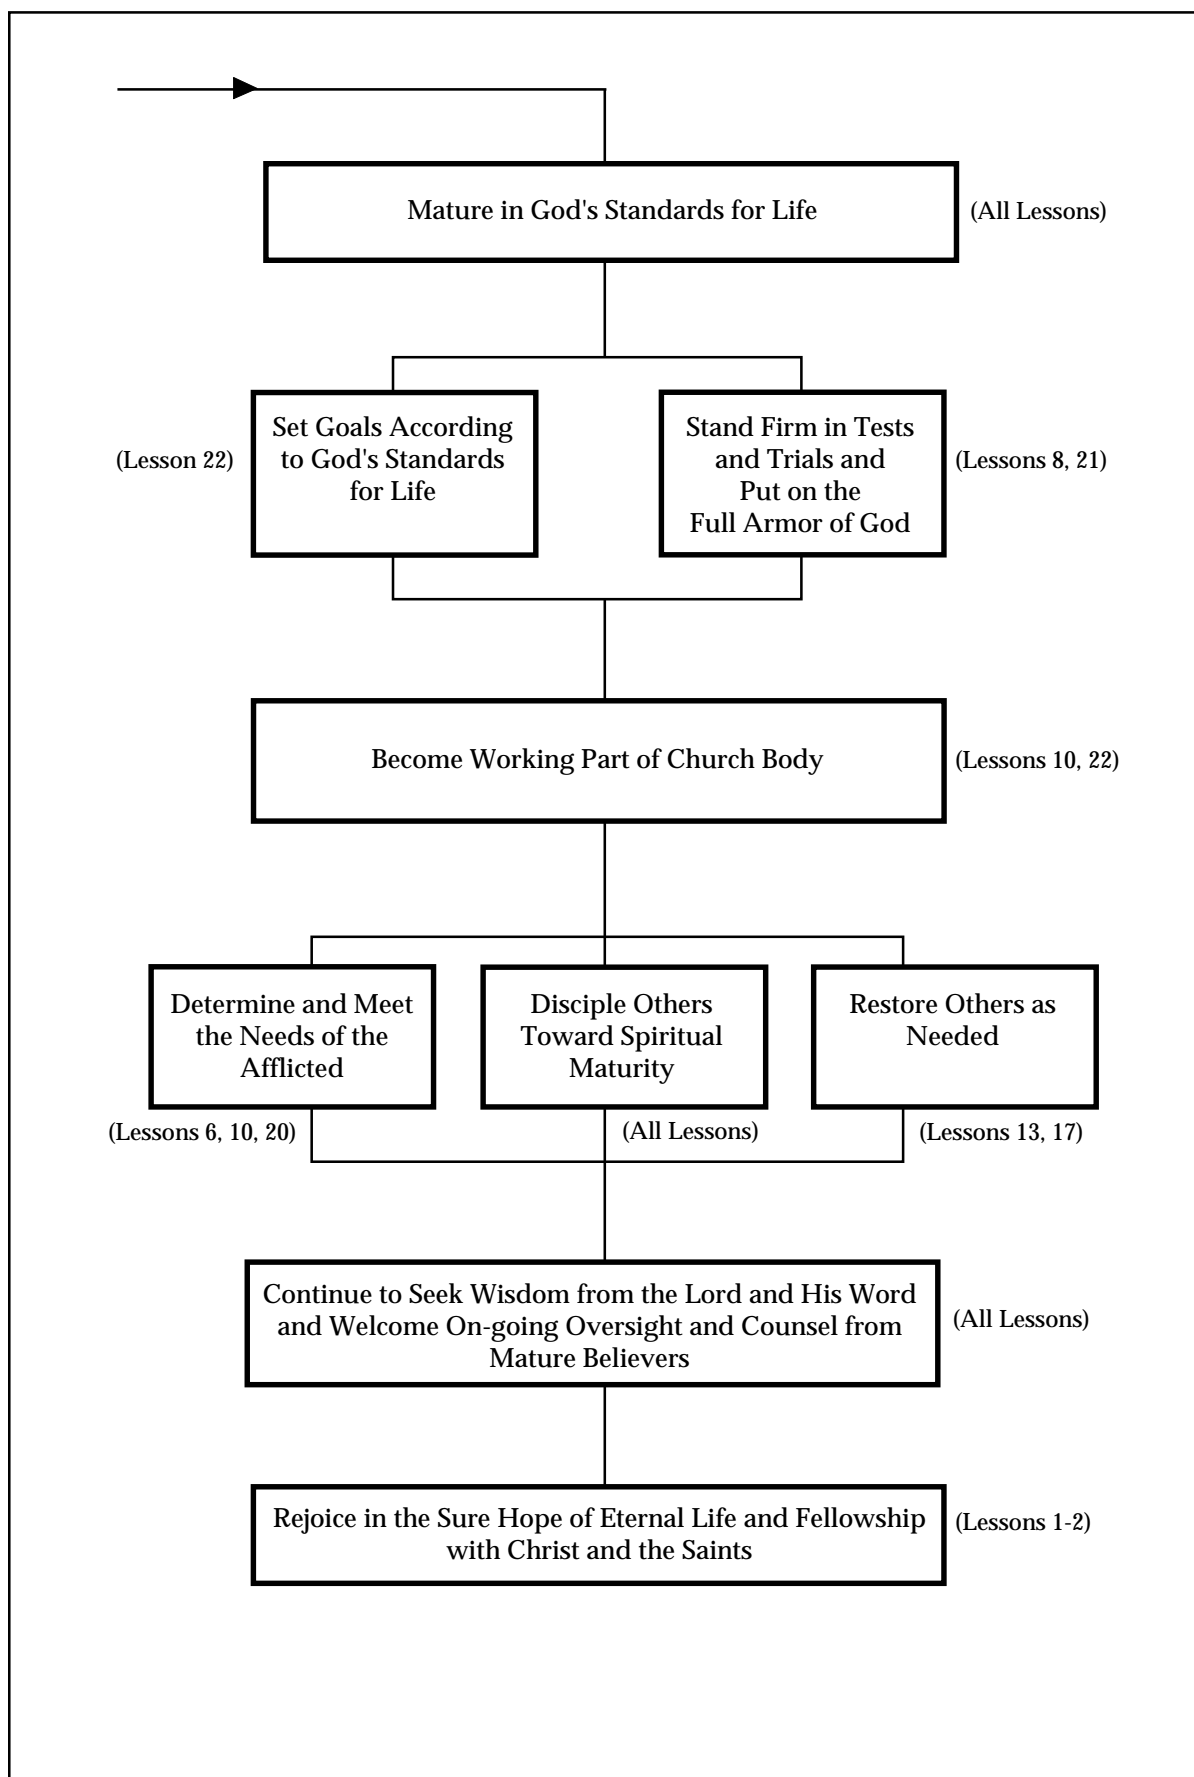 Mature in God's Standards for Life
(All Lessons)
(Lesson 22)
Set Goals According
to God's Standards
for Life
Stand Firm in Tests
and Trials and
Put on the
Full Armor of God
(Lessons 8, 21)
Become Working Part of Church Body
(Lessons 10, 22)
Determine and Meet
the Needs of the
Afflicted
(Lessons 6, 10, 20)
Disciple Others
Toward Spiritual
Maturity
(All Lessons)
Restore Others as
Needed
(Lessons 13, 17)
Continue to Seek Wisdom from the Lord and His Word
and Welcome On-going Oversight and Counsel from
Mature Believers
(All Lessons)
Rejoice in the Sure Hope of Eternal Life and Fellowship
with Christ and the Saints
(Lessons 1-2)